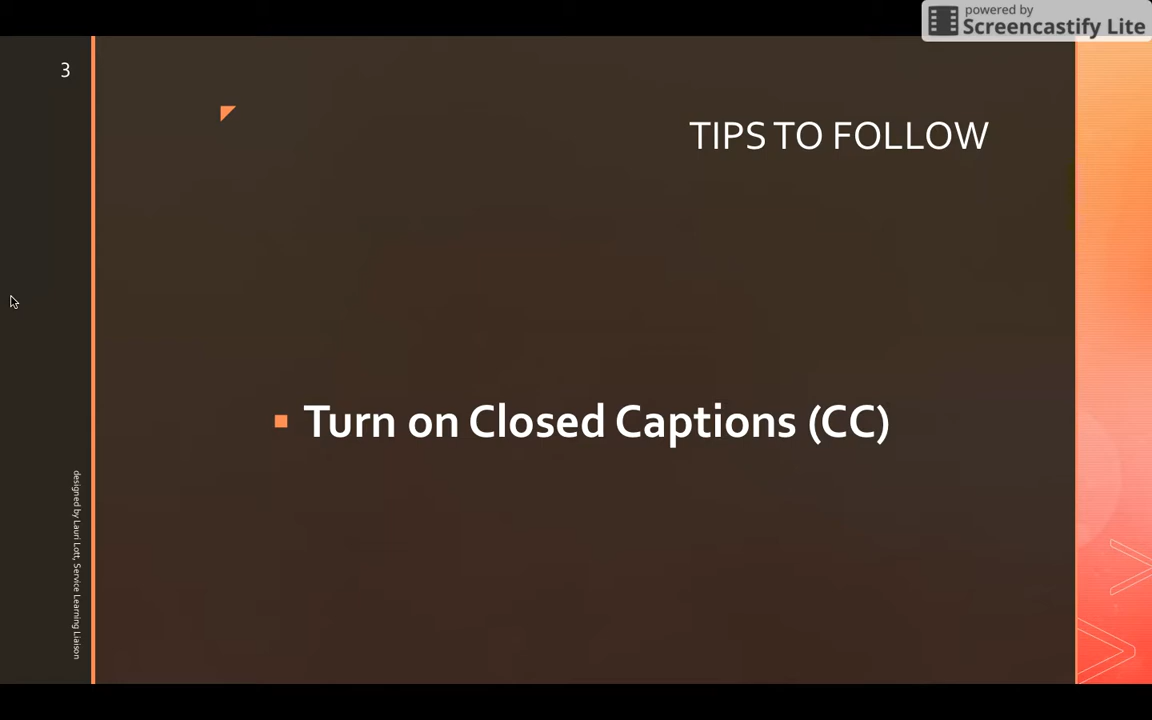 powered by
Screencastify Lite
3
TIPS TO FOLLOW
Turn on Closed Captions (CC)
designed by Lauri Lott, Service Learning Liaison